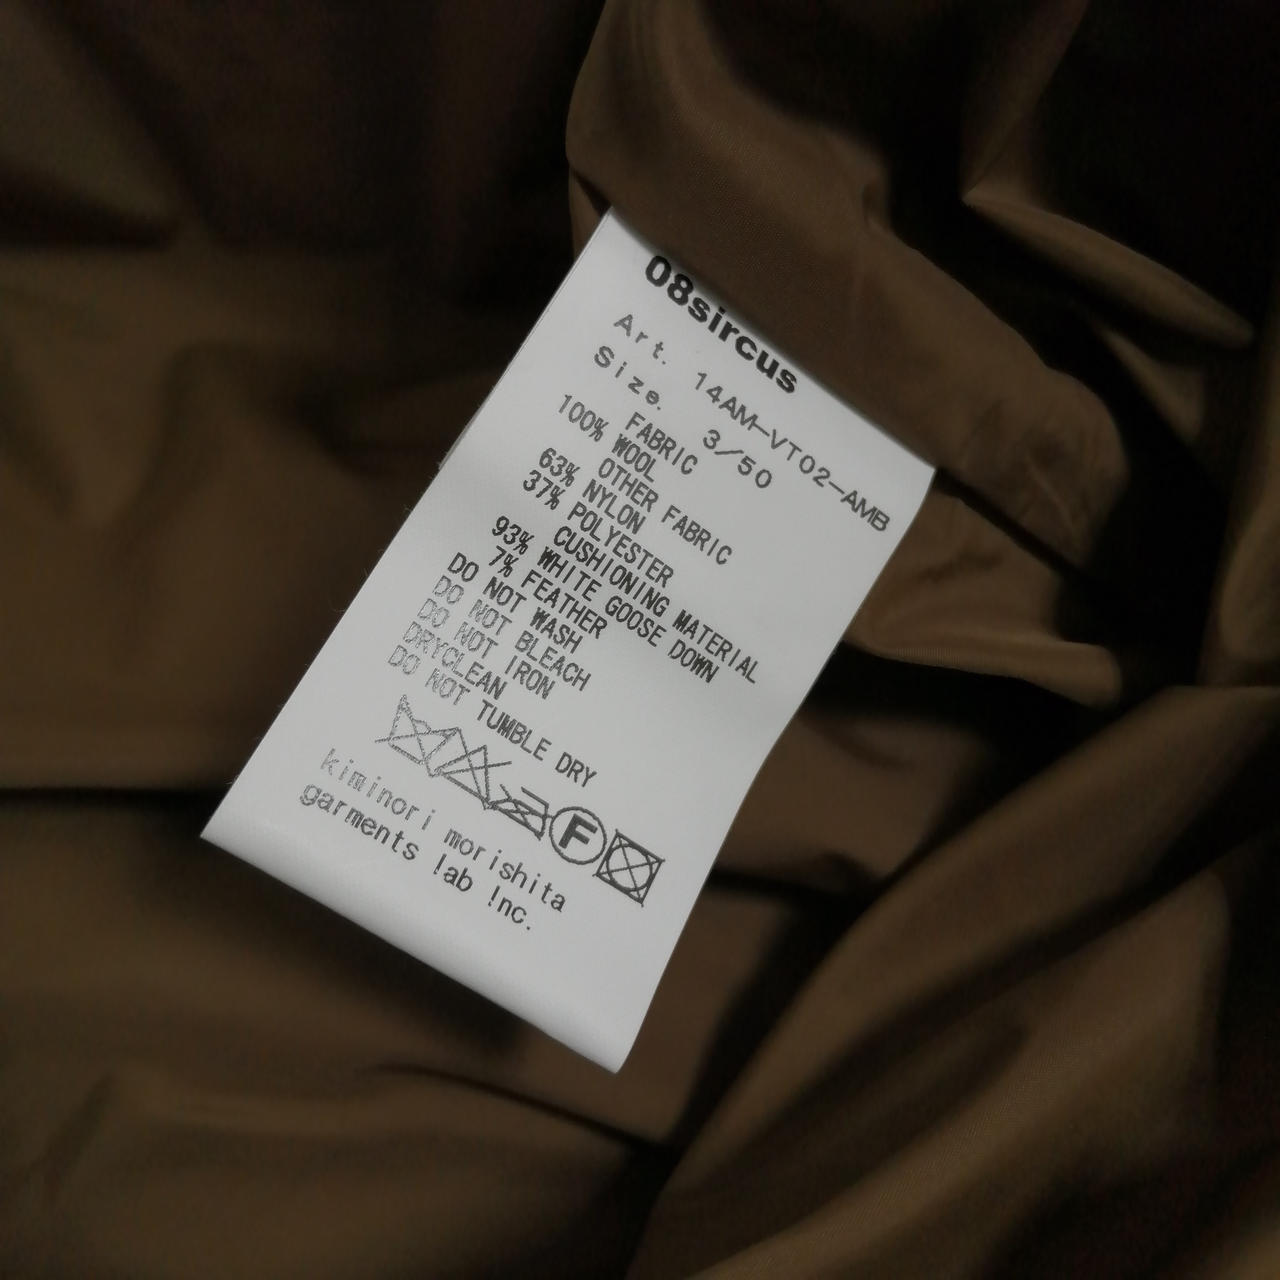 08sircus
Art. 14AM-VT02-AMB
Size. 3/50
FABRIC
100% WOOL
OTHER FABRIC
63% NYLON
37% POLYESTER
CUSHIONING MATERIAL
93% WHITE GOOSE DOWN
7% FEATHER
DO NOT WASH
DO NOT BLEACH
DO NOT IRON
DRYCLEAN
DO NOT TUMBLE DRY
F
kiminori morishita
garments lab inc.